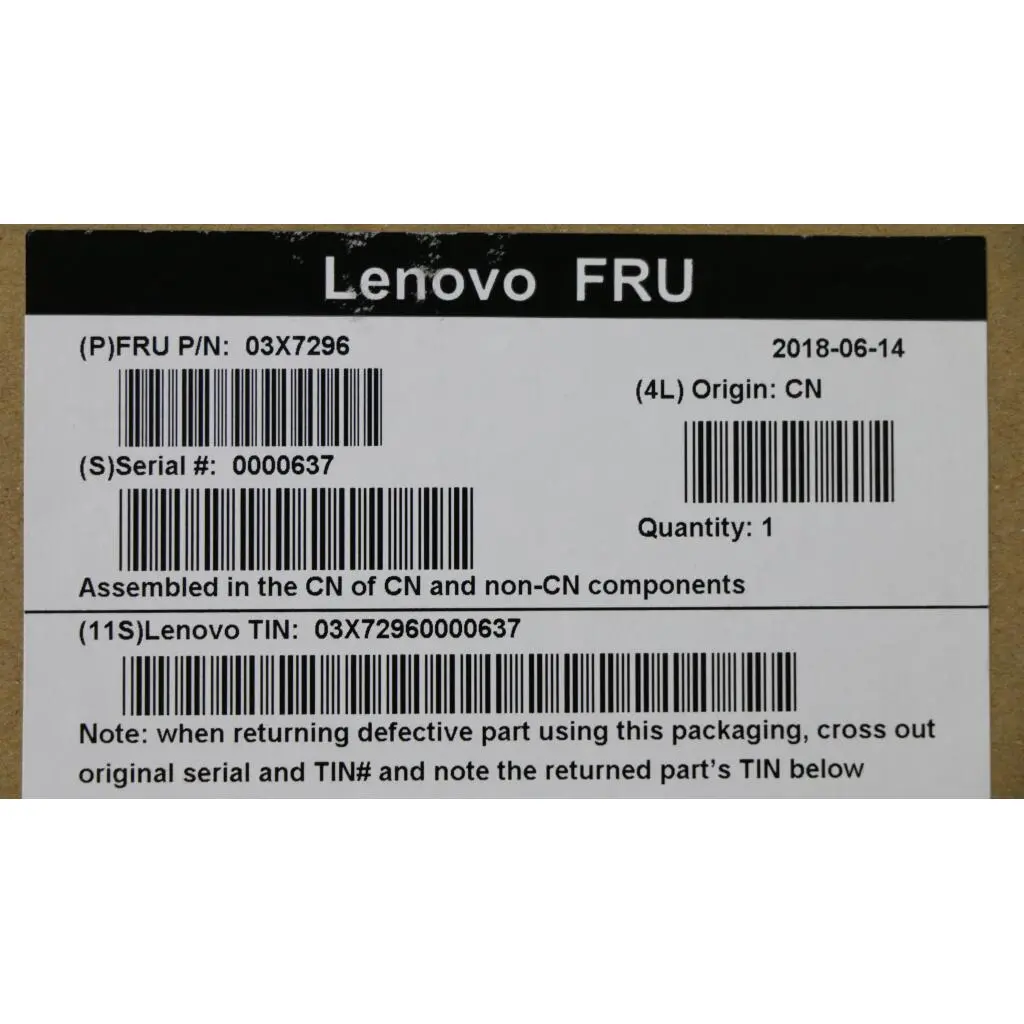 Lenovo FRU
(P)FRU P/N: 03X7296
2018-06-14
(4L) Origin: CN
(S)Serial #: 0000637
Quantity: 1
Assembled in the CN of CN and non-CN components
(11S)Lenovo TIN: 03X72960000637
Note: when returning defective part using this packaging, cross out
original serial and TIN# and note the returned part's TIN below